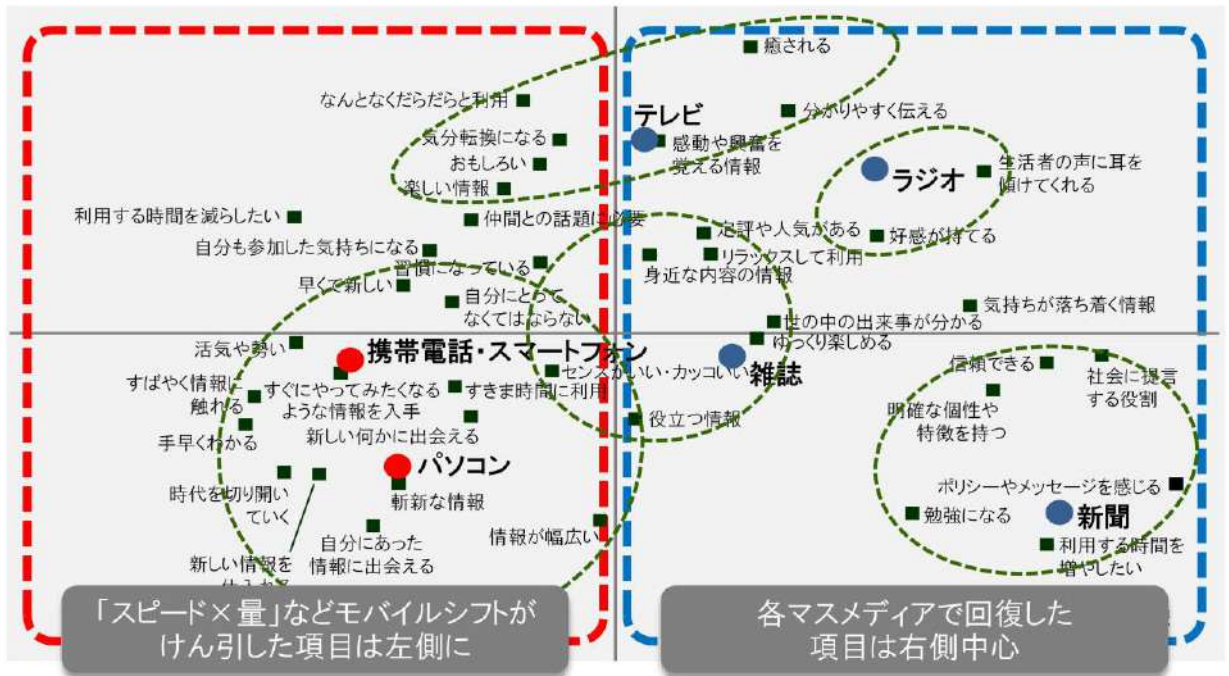 癒される
なんとなくだらだらと利用
テレビ
分かりやすく伝える
気分転換になる
感動や興奮を
覚える情報
おもしろい
楽しい情報
ラジオ
生活者の声に耳を
傾けてくれる
利用する時間を減らしたい
仲間との話題に必要
定評や人気がある
好感が持てる
自分も参加した気持ちになる
リラックスして利用
習慣になっている
身近な内容の情報
早くて新しい
自分にとって
なくてはならない
気持ちが落ち着く情報
世の中の出来事が分かる
ゆっくり楽しめる
活気や勢い
携帯電話・スマートフォン
センスがいい・カッコいい
雑誌
信頼できる
社会に提言
する役割
すばやく情報に
触れる
すぐにやってみたくなる
ような情報を入手
すきま時間に利用
明確な個性や
特徴を持つ
手早くわかる
新しい何かに出会える
役立つ情報
パソコン
時代を切り開い
ていく
斬新な情報
ポリシーやメッセージを感じる
勉強になる
新聞
情報が幅広い
自分にあった
情報に出会える
利用する時間を
増やしたい
新しい情報を
「スピード×量」などモバイルシフトが
けん引した項目は左側に
各マスメディアで回復した
項目は右側中心